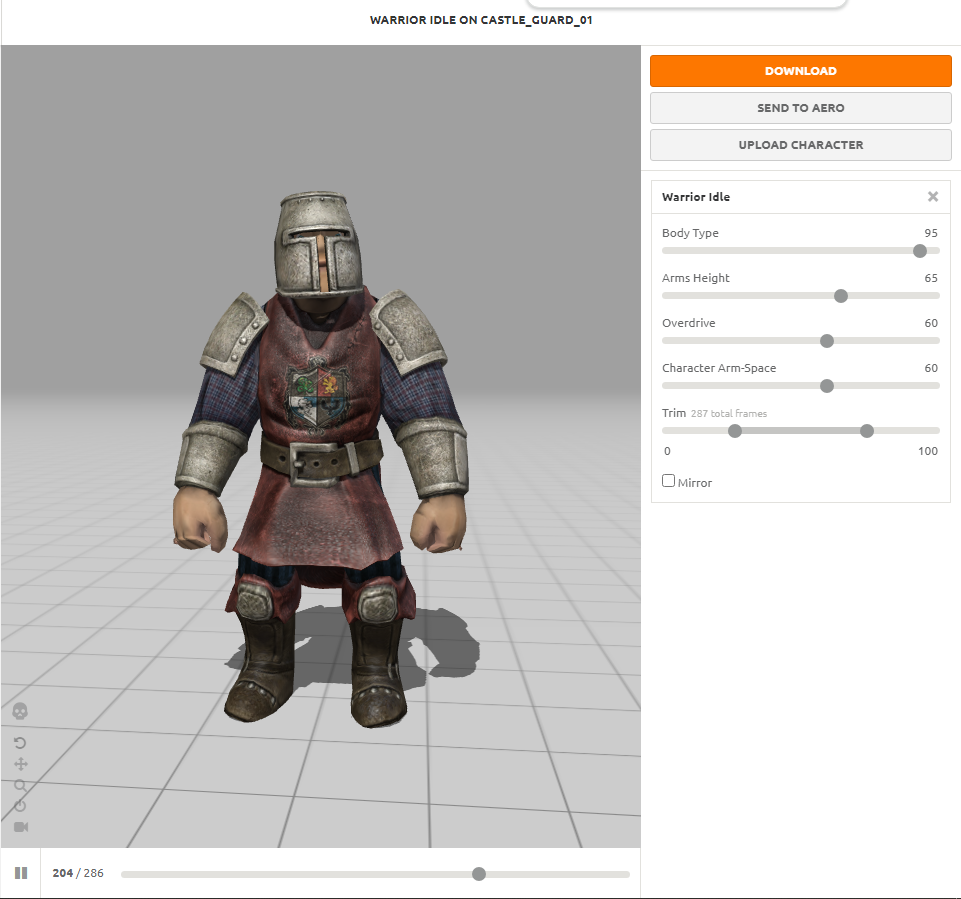 WARRIOR IDLE ON CASTLE_GUARD_01
DOWNLOAD
SEND TO AERO
UPLOAD CHARACTER
Warrior Idle
Body Type 95
Arms Height 65
Overdrive 60
Character Arm-Space 60
Trim 287 total frames
0 100
Mirror
204 / 286